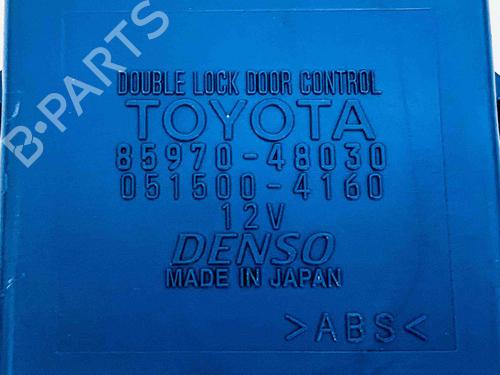 B-PARTS
DOUBLE LOCK DOOR CONTROL
TOYOTA
85970-48030
051500-4160
12V
DENSO
MADE IN JAPAN
>ABS<